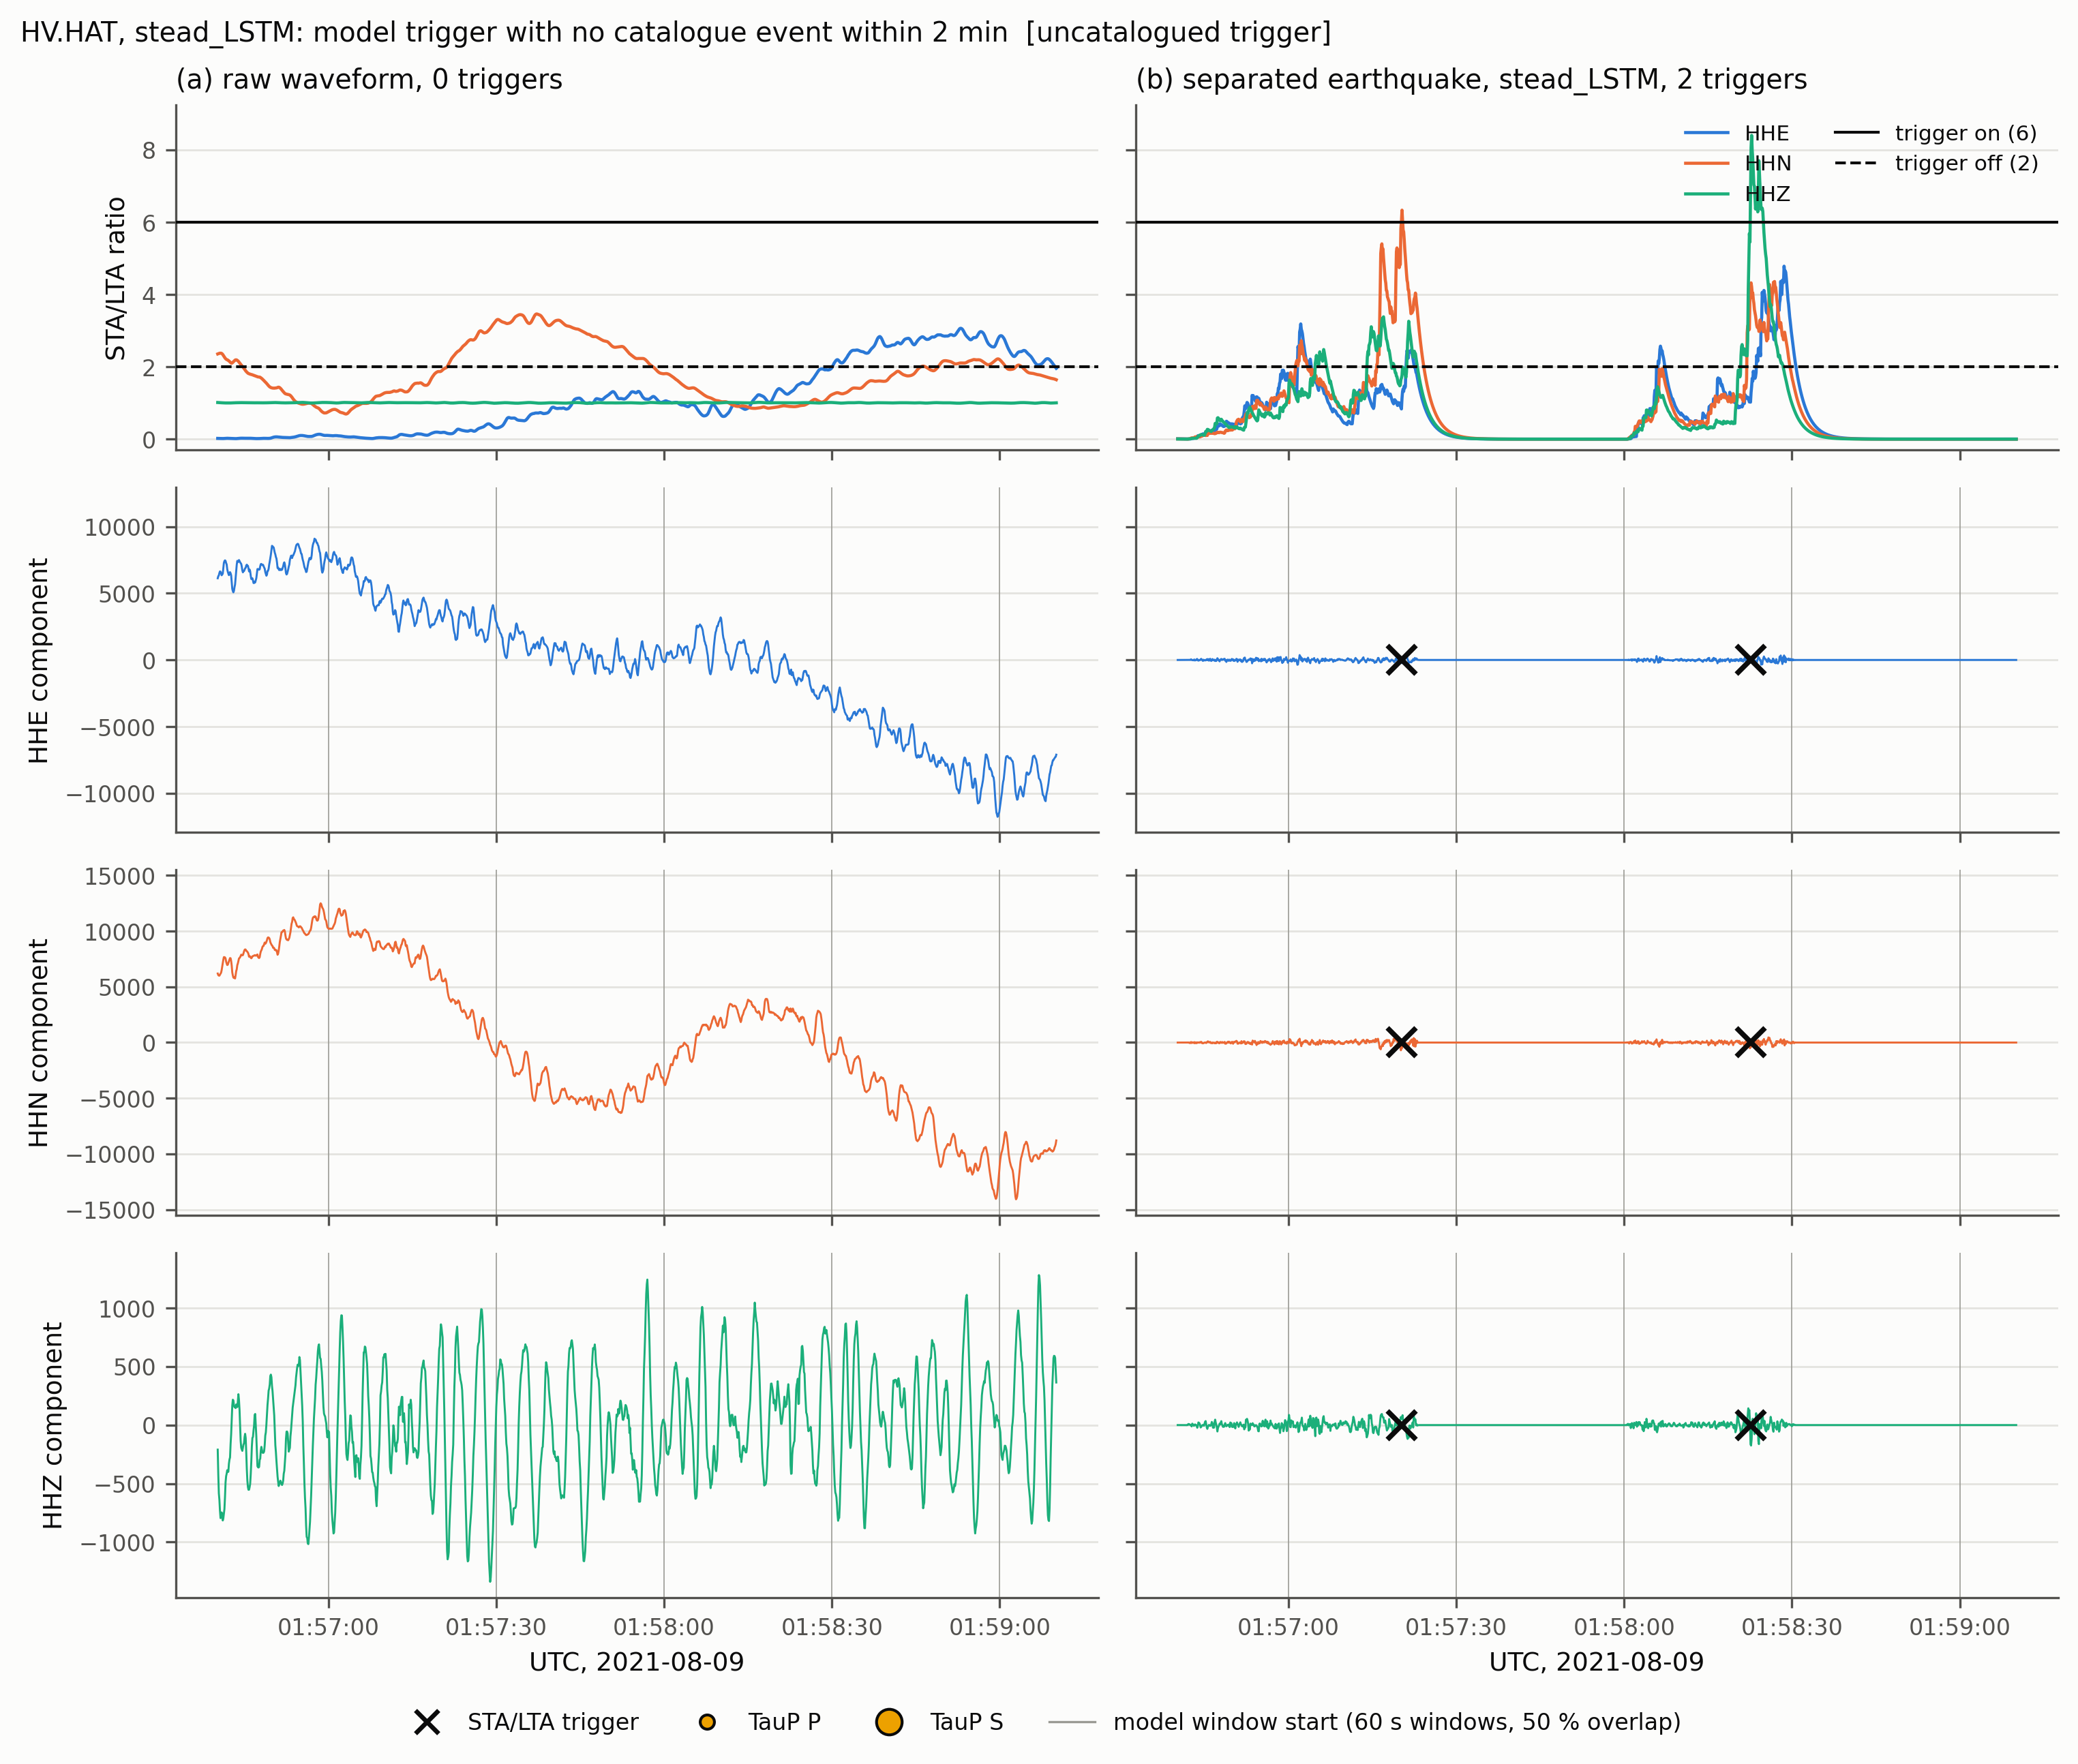 HV.HAT, stead_LSTM: model trigger with no catalogue event within 2 min [uncatalogued trigger]
(a) raw waveform, 0 triggers
(b) separated earthquake, stead_LSTM, 2 triggers
STA/LTA ratio
8
6
4
2
0
HHE
HHN
HHZ
trigger on (6)
trigger off (2)
HHE component
10000
5000
0
−5000
−10000
HHN component
15000
10000
5000
0
−5000
−10000
−15000
HHZ component
1000
500
0
−500
−1000
01:57:00 01:57:30 01:58:00 01:58:30 01:59:00
UTC, 2021-08-09
01:57:00 01:57:30 01:58:00 01:58:30 01:59:00
UTC, 2021-08-09
STA/LTA trigger TauP P TauP S model window start (60 s windows, 50 % overlap)